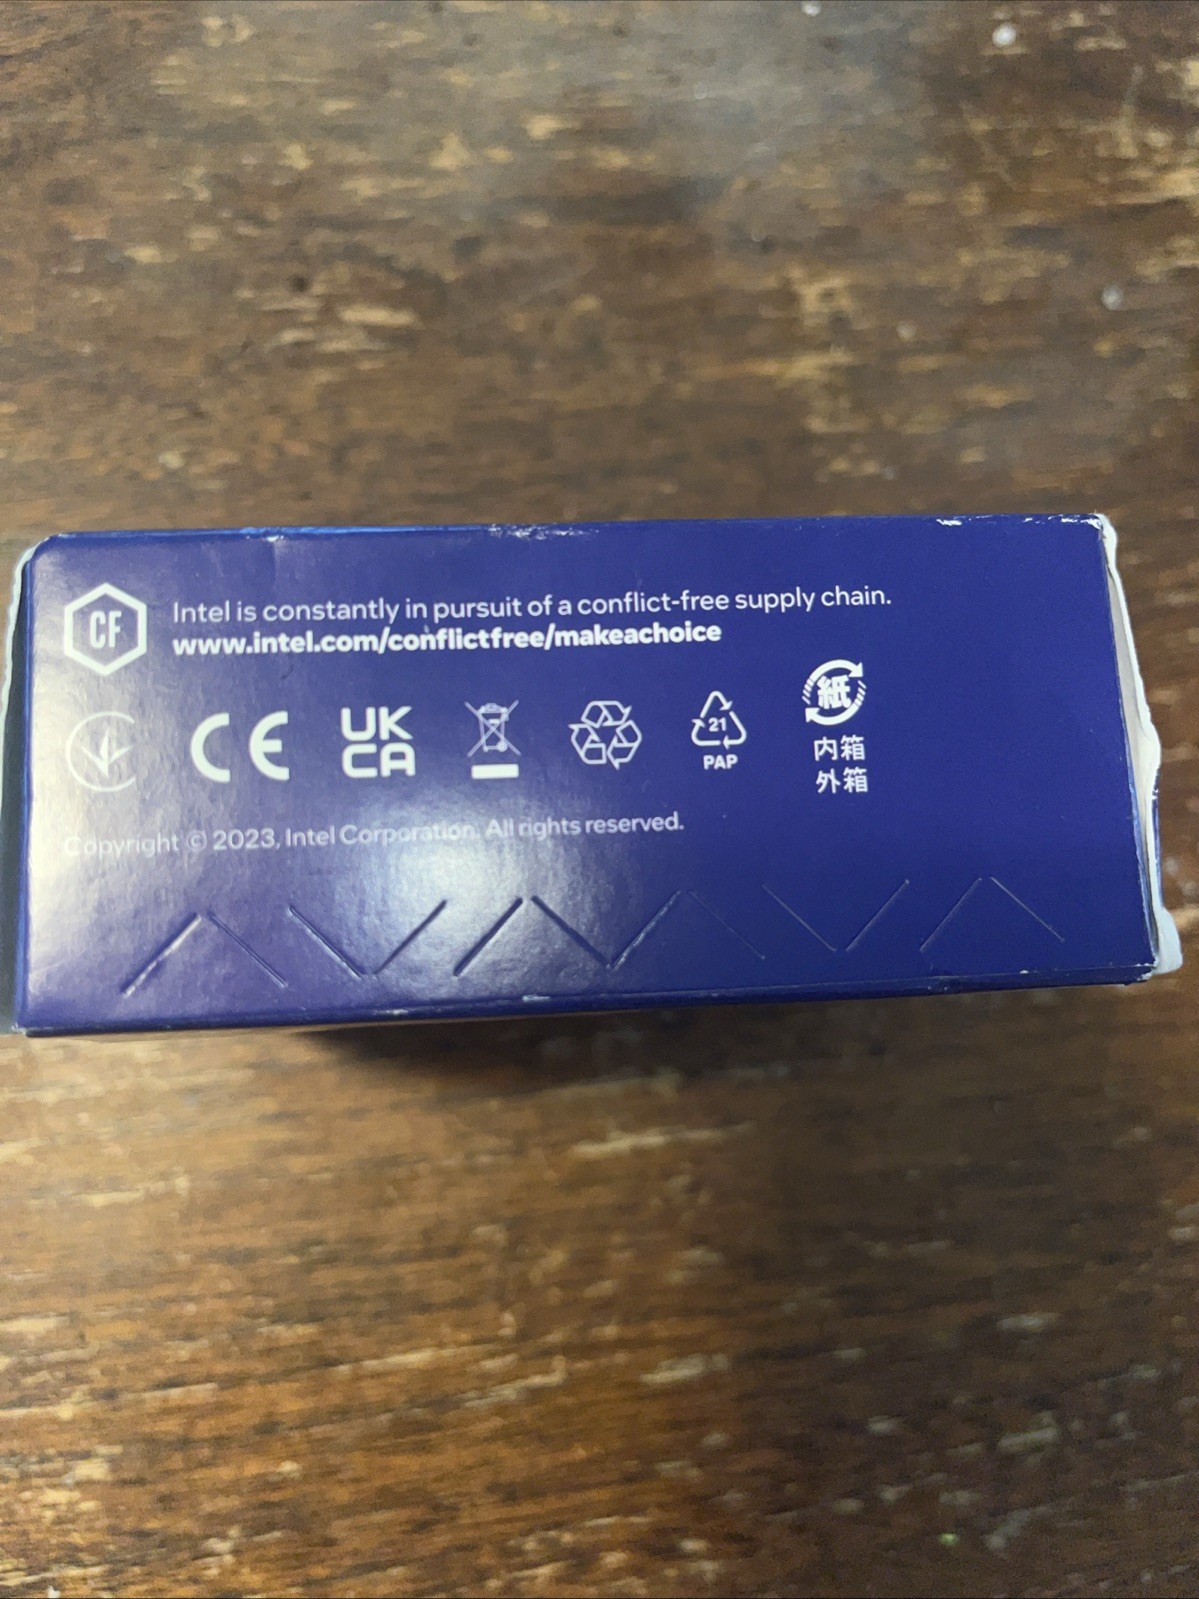 CF
Intel is constantly in pursuit of a conflict-free supply chain.
www.intel.com/conflictfree/makeachoice
CE
UK
CA
21
PAP
紙
内箱
外箱
Copyright © 2023, Intel Corporation. All rights reserved.